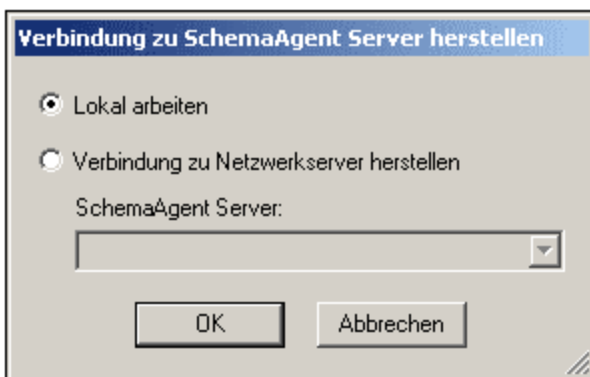 Verbindung zu SchemaAgent Server herstellen
Lokal arbeiten
Verbindung zu Netzwerkserver herstellen
SchemaAgent Server:
OK
Abbrechen